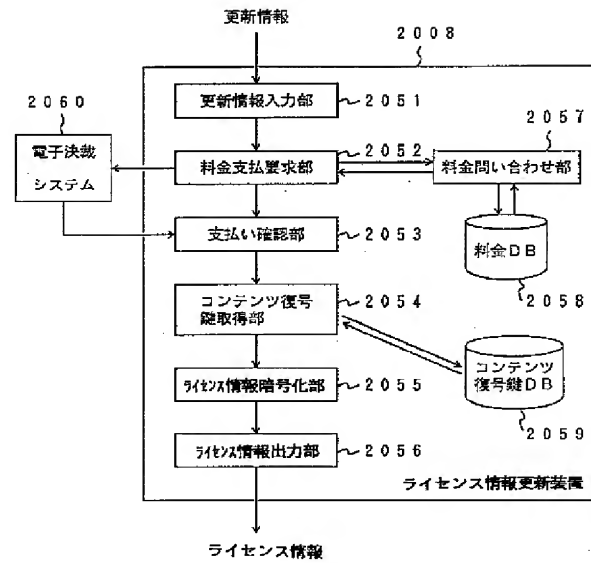 更新情報
2008
更新情報入力部
2051
2060
2057
電子決裁
システム
料金支払要求部
2052
料金問い合わせ部
支払い確認部
2053
料金DB
2058
コンテンツ復号
鍵取得部
2054
コンテンツ
復号鍵DB
ライセンス情報暗号化部
2055
2059
ライセンス情報出力部
2056
ライセンス情報更新装置
ライセンス情報